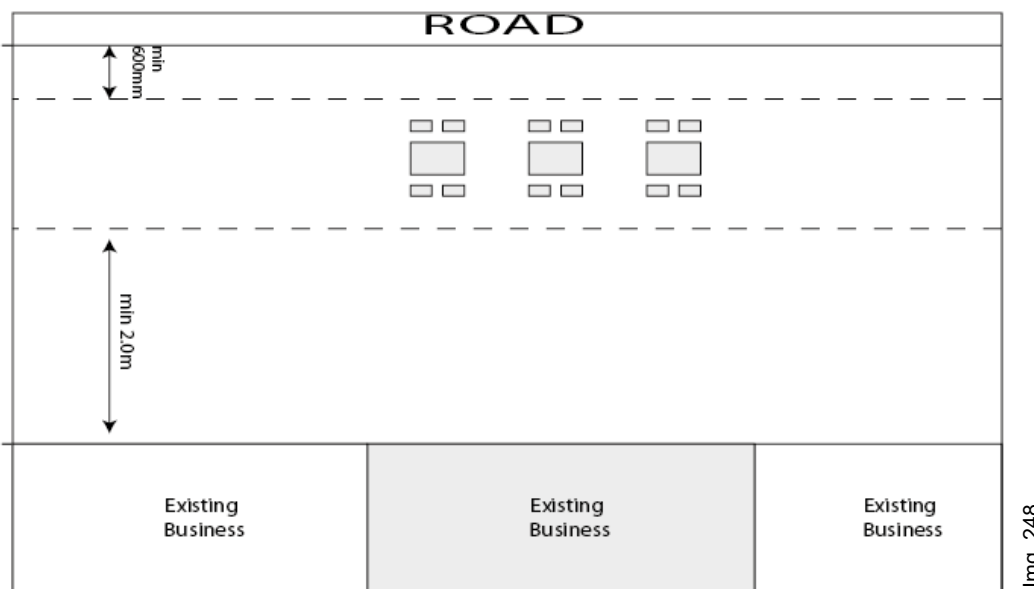 ROAD
min
600mm
min 2.0m
Existing
Business
Existing
Business
Existing
Business
Img. 248